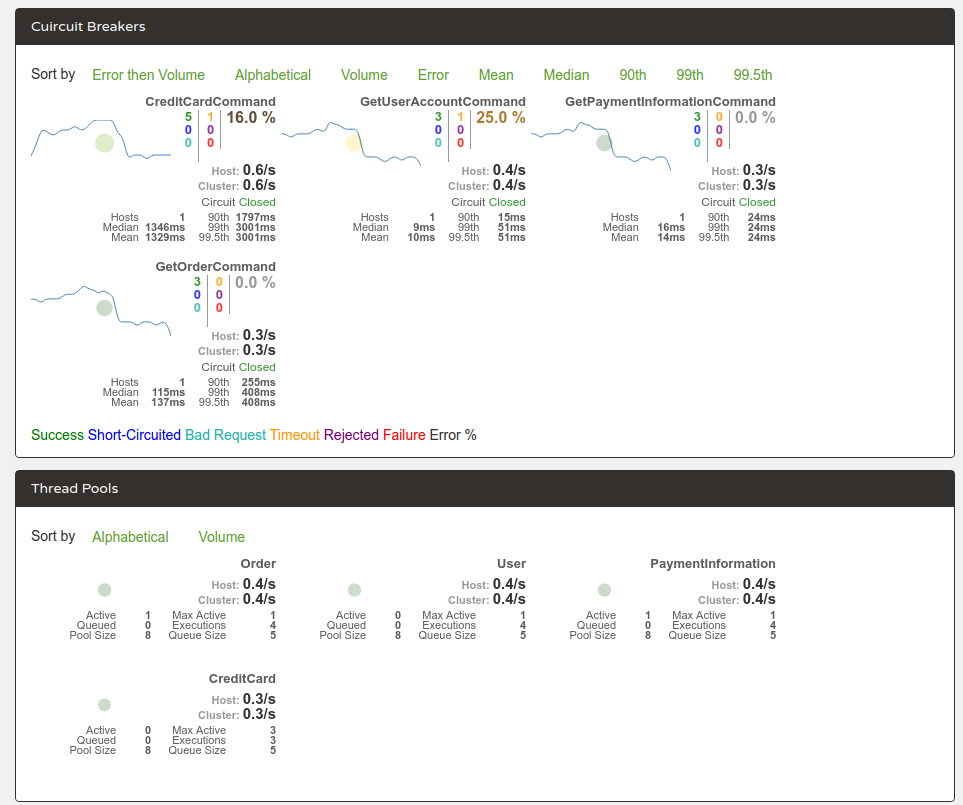 Cuircuit Breakers
Sort by Error then Volume Alphabetical Volume Error Mean Median 90th 99th 99.5th
CreditCardCommand
5 1 16.0 %
0 0
0 0
Host: 0.6/s
Cluster: 0.6/s
Circuit Closed
Hosts 1 90th 1797ms
Median 1346ms 99th 3001ms
Mean 1329ms 99.5th 3001ms
GetUserAccountCommand
3 1 25.0 %
0 0
0 0
Host: 0.4/s
Cluster: 0.4/s
Circuit Closed
Hosts 1 90th 15ms
Median 9ms 99th 51ms
Mean 10ms 99.5th 51ms
GetPaymentInformationCommand
3 0 0.0 %
0 0
0 0
Host: 0.3/s
Cluster: 0.3/s
Circuit Closed
Hosts 1 90th 24ms
Median 16ms 99th 24ms
Mean 14ms 99.5th 24ms
GetOrderCommand
3 0 0.0 %
0 0
0 0
Host: 0.3/s
Cluster: 0.3/s
Circuit Closed
Hosts 1 90th 255ms
Median 115ms 99th 408ms
Mean 137ms 99.5th 408ms
Success Short-Circuited Bad Request Timeout Rejected Failure Error %
Thread Pools
Sort by Alphabetical Volume
Order
Host: 0.4/s
Cluster: 0.4/s
Active 1 Max Active 1
Queued 0 Executions 4
Pool Size 8 Queue Size 5
User
Host: 0.4/s
Cluster: 0.4/s
Active 0 Max Active 1
Queued 0 Executions 4
Pool Size 8 Queue Size 5
PaymentInformation
Host: 0.4/s
Cluster: 0.4/s
Active 1 Max Active 1
Queued 0 Executions 4
Pool Size 8 Queue Size 5
CreditCard
Host: 0.3/s
Cluster: 0.3/s
Active 0 Max Active 3
Queued 0 Executions 3
Pool Size 8 Queue Size 5